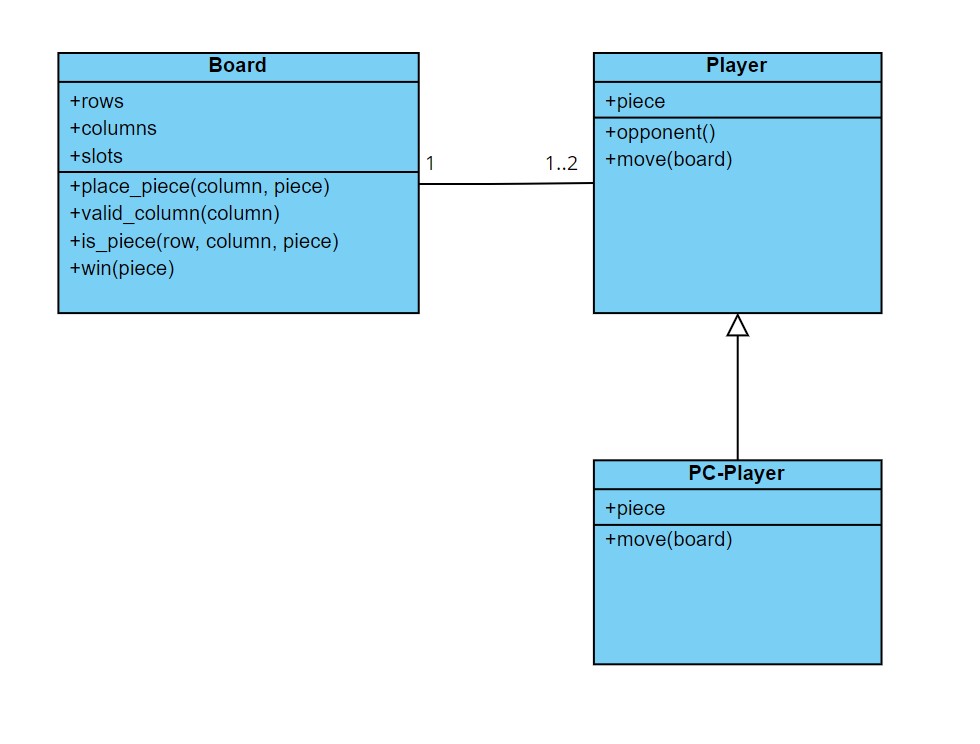 Board
+rows
+columns
+slots
+place_piece(column, piece)
+valid_column(column)
+is_piece(row, column, piece)
+win(piece)
1
1..2
Player
+piece
+opponent()
+move(board)
PC-Player
+piece
+move(board)